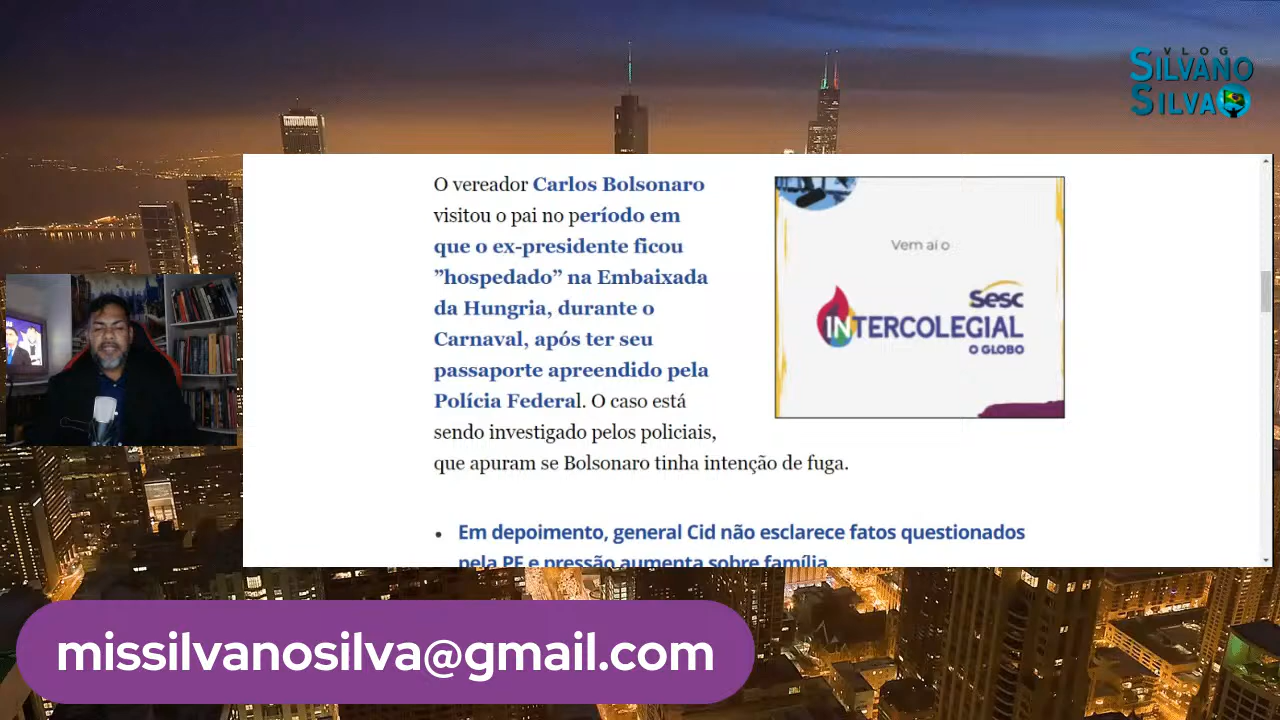 VLOG
SILVANO
SILVA
O vereador Carlos Bolsonaro
visitou o pai no período em
que o ex-presidente ficou
”hospedado” na Embaixada
da Hungria, durante o
Carnaval, após ter seu
passaporte apreendido pela
Polícia Federal. O caso está
sendo investigado pelos policiais,
que apuram se Bolsonaro tinha intenção de fuga.
Vem aí o
Sesc
INTERCOLEGIAL
O GLOBO
• Em depoimento, general Cid não esclarece fatos questionados
pela PF e pressão aumenta sobre família
missilvanosilva@gmail.com